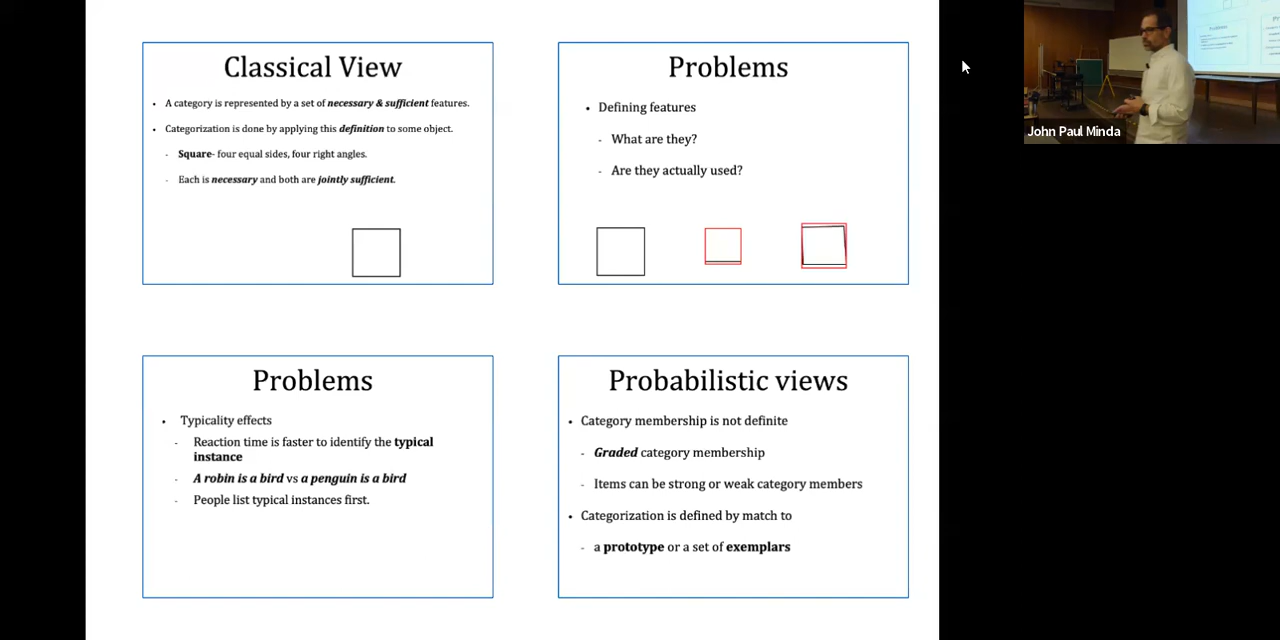 Classical View
• A category is represented by a set of necessary & sufficient features.
• Categorization is done by applying this definition to some object.
- Square- four equal sides, four right angles.
- Each is necessary and both are jointly sufficient.
Problems
• Defining features
- What are they?
- Are they actually used?
John Paul Minda
Problems
• Typicality effects
- Reaction time is faster to identify the typical
instance
- A robin is a bird vs a penguin is a bird
- People list typical instances first.
Probabilistic views
• Category membership is not definite
- Graded category membership
- Items can be strong or weak category members
• Categorization is defined by match to
- a prototype or a set of exemplars